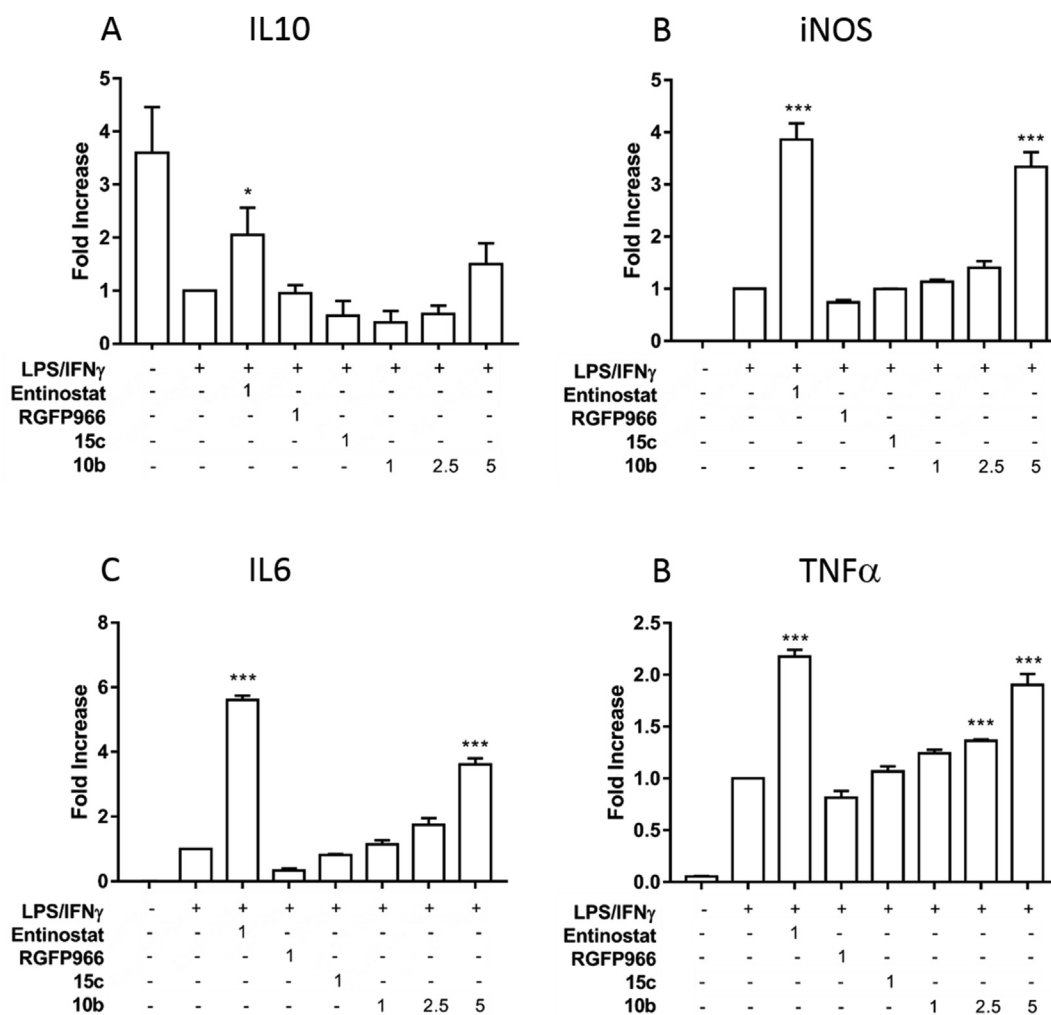 A IL10
5
4
3
2
1
0
Fold Increase
*
LPS/IFNγ - + + + + + + +
Entinostat - - 1 - - - - -
RGFP966 - - - 1 - - - -
15c - - - - 1 - - -
10b - - - - - 1 2.5 5
B iNOS
5
4
3
2
1
0
Fold Increase
***
***
LPS/IFNγ - + + + + + + +
Entinostat - - 1 - - - - -
RGFP966 - - - 1 - - - -
15c - - - - 1 - - -
10b - - - - - 1 2.5 5
C IL6
8
6
4
2
0
Fold Increase
***
***
LPS/IFNγ - + + + + + + +
Entinostat - - 1 - - - - -
RGFP966 - - - 1 - - - -
15c - - - - 1 - - -
10b - - - - - 1 2.5 5
B TNFα
2.5
2.0
1.5
1.0
0.5
0.0
Fold Increase
***
***
***
LPS/IFNγ - + + + + + + +
Entinostat - - 1 - - - - -
RGFP966 - - - 1 - - - -
15c - - - - 1 - - -
10b - - - - - 1 2.5 5